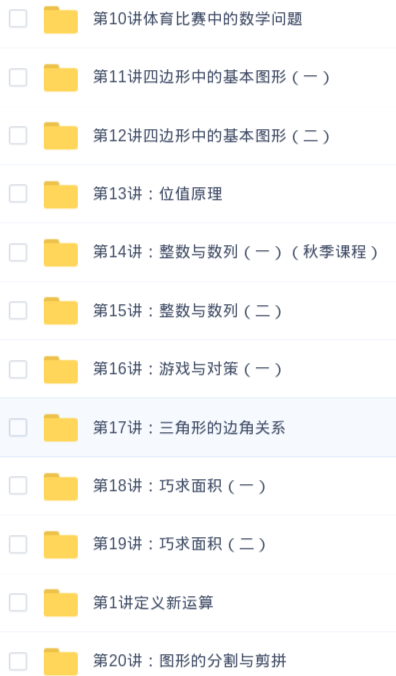 第10讲体育比赛中的数学问题
第11讲四边形中的基本图形（一）
第12讲四边形中的基本图形（二）
第13讲：位值原理
第14讲：整数与数列（一）（秋季课程）
第15讲：整数与数列（二）
第16讲：游戏与对策（一）
第17讲：三角形的边角关系
第18讲：巧求面积（一）
第19讲：巧求面积（二）
第1讲定义新运算
第20讲：图形的分割与剪拼